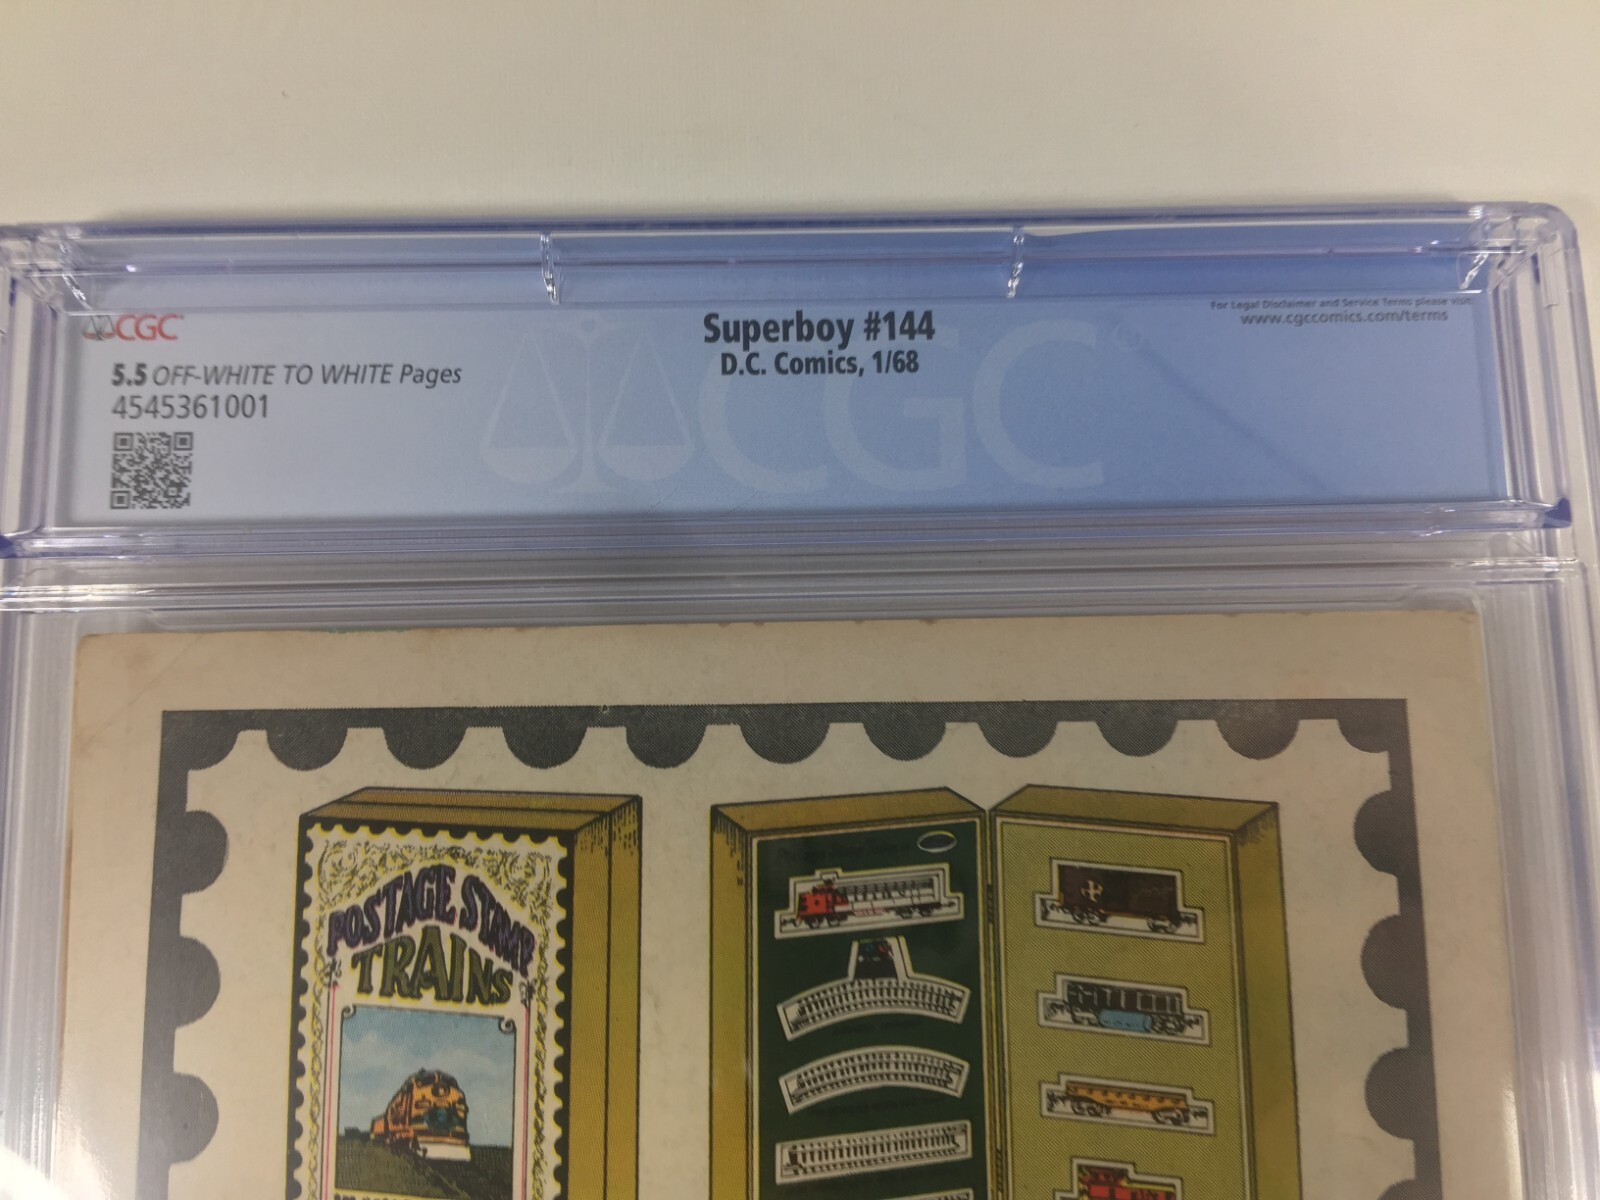 CGC
5.5 OFF-WHITE TO WHITE Pages
4545361001
Superboy #144
D.C. Comics, 1/68
For Legal Disclaimer and Service Terms please visit
www.cgccomics.com/terms
CGC
POSTAGE STAMP
TRAINS